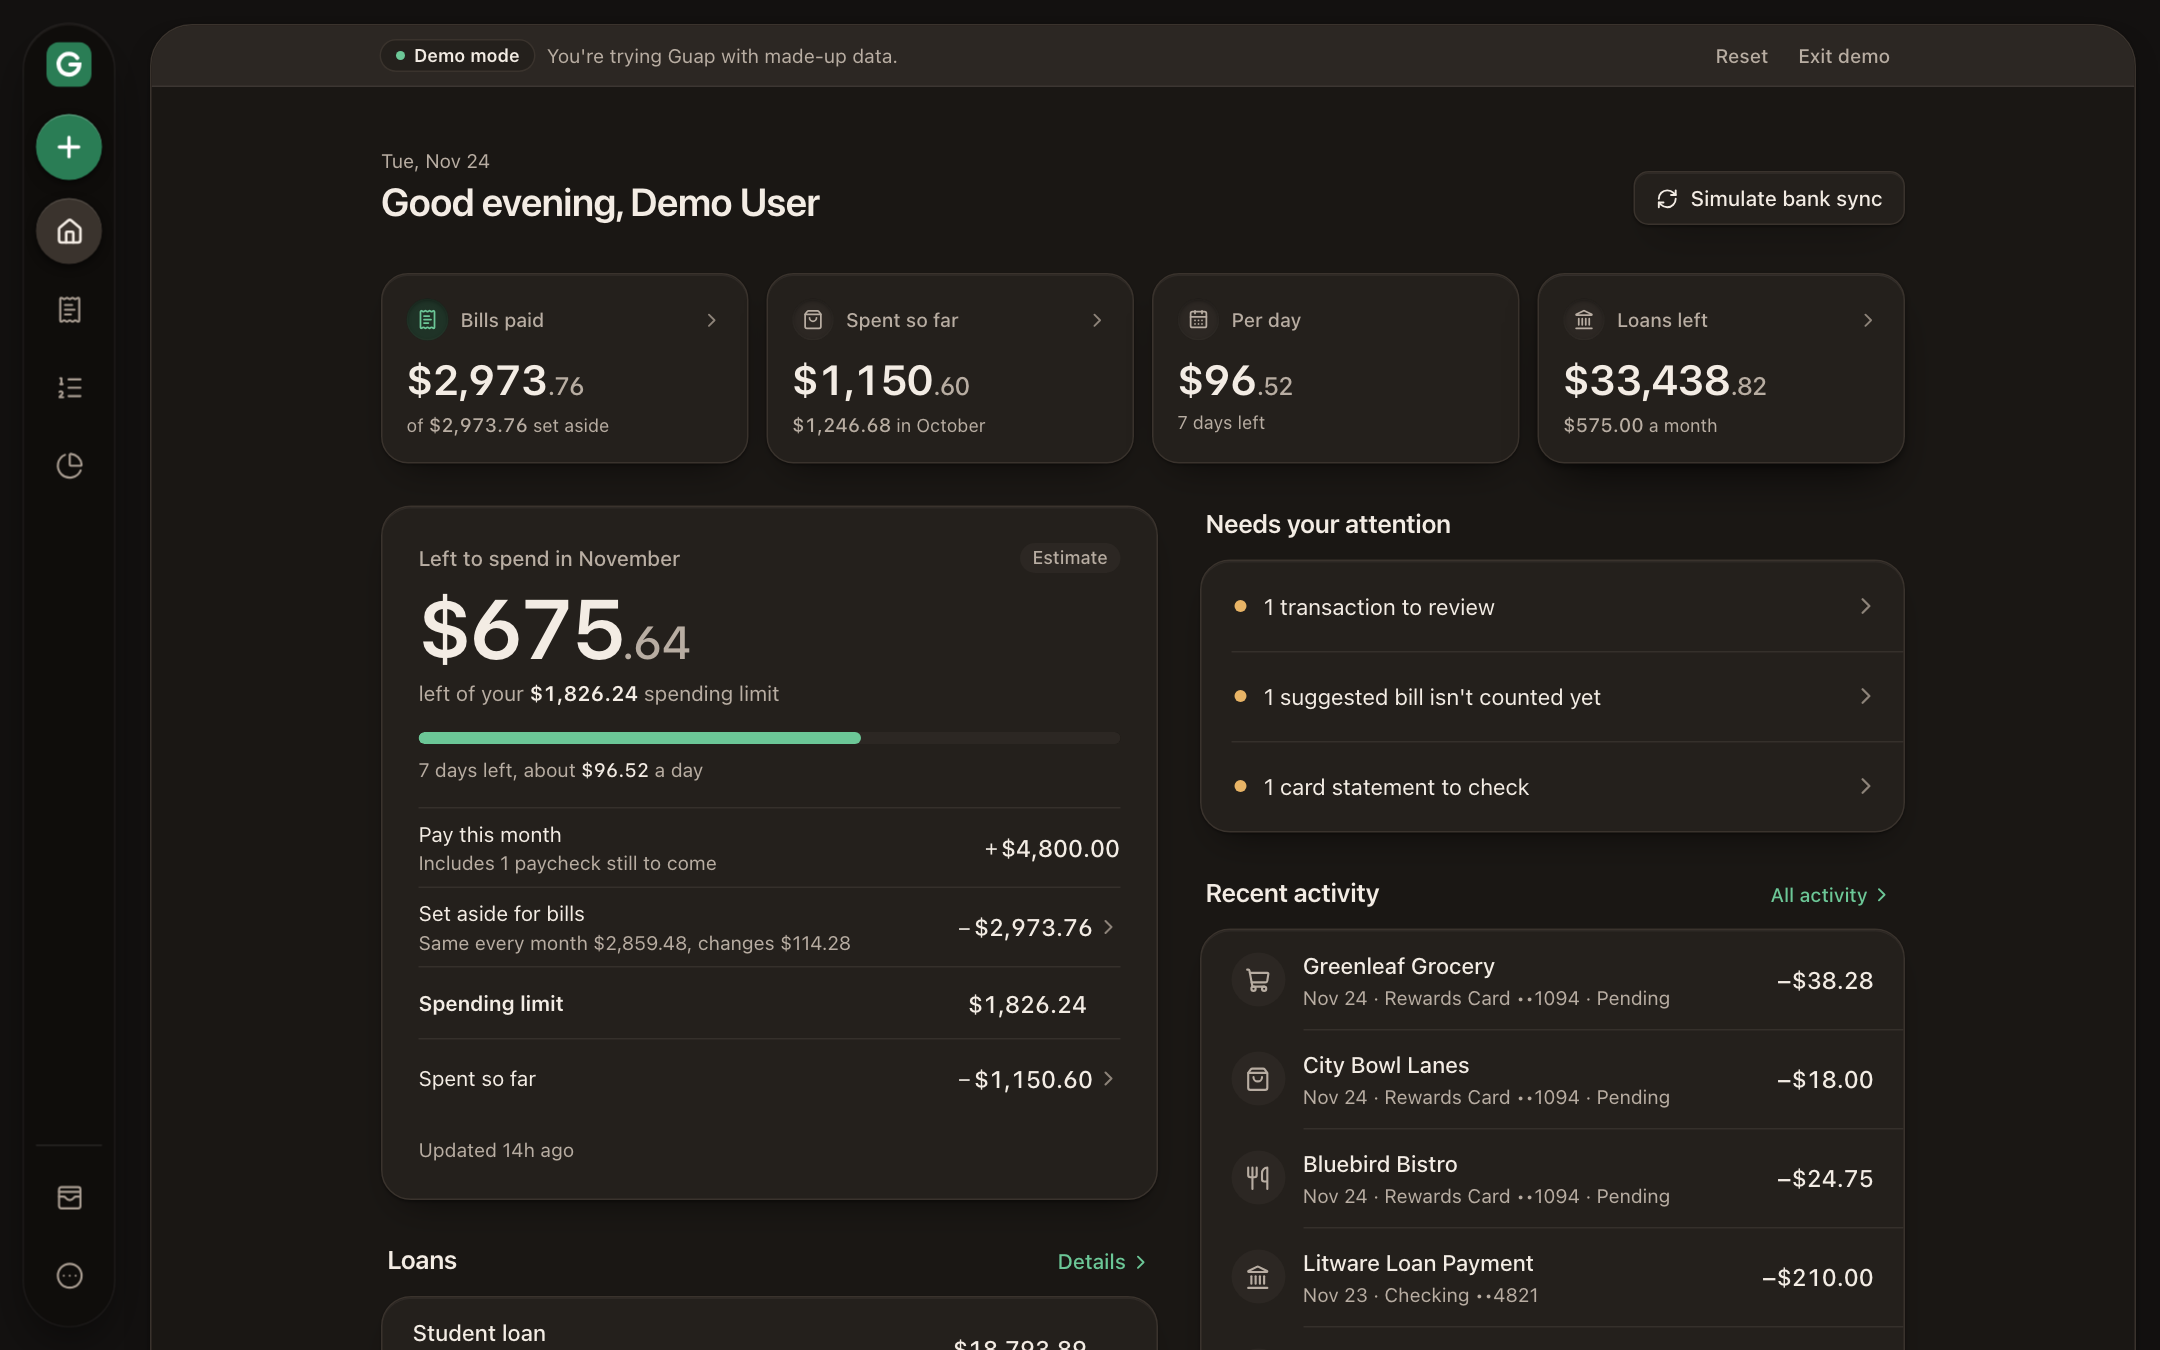 G
Demo mode
You're trying Guap with made-up data.
Reset
Exit demo
Tue, Nov 24
Good evening, Demo User
Simulate bank sync
Bills paid
$2,973.76
of $2,973.76 set aside
Spent so far
$1,150.60
$1,246.68 in October
Per day
$96.52
7 days left
Loans left
$33,438.82
$575.00 a month
Left to spend in November
Estimate
$675.64
left of your $1,826.24 spending limit
7 days left, about $96.52 a day
Pay this month
Includes 1 paycheck still to come
+$4,800.00
Set aside for bills
Same every month $2,859.48, changes $114.28
−$2,973.76
Spending limit
$1,826.24
Spent so far
−$1,150.60
Updated 14h ago
Loans
Details
Student loan
$18,793.89
Needs your attention
1 transaction to review
1 suggested bill isn't counted yet
1 card statement to check
Recent activity
All activity
Greenleaf Grocery
Nov 24 · Rewards Card ••1094 · Pending
−$38.28
City Bowl Lanes
Nov 24 · Rewards Card ••1094 · Pending
−$18.00
Bluebird Bistro
Nov 24 · Rewards Card ••1094 · Pending
−$24.75
Litware Loan Payment
Nov 23 · Checking ••4821
−$210.00